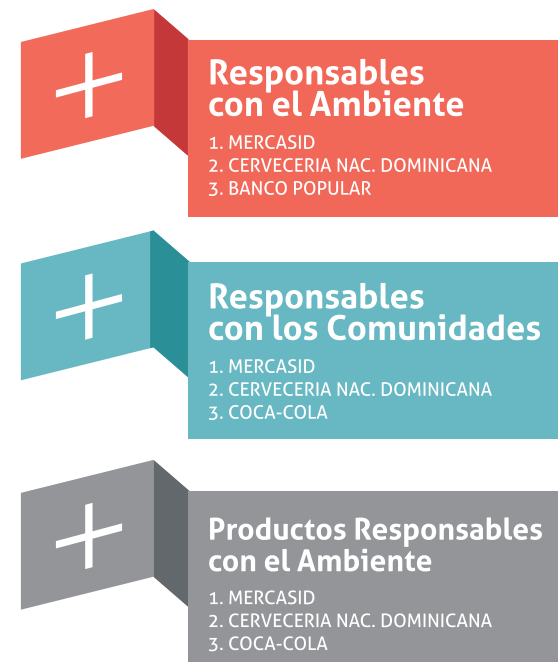 Responsables
con el Ambiente
1. MERCASID
2. CERVECERIA NAC. DOMINICANA
3. BANCO POPULAR
Responsables
con los Comunidades
1. MERCASID
2. CERVECERIA NAC. DOMINICANA
3. COCA-COLA
Productos Responsables
con el Ambiente
1. MERCASID
2. CERVECERIA NAC. DOMINICANA
3. COCA-COLA